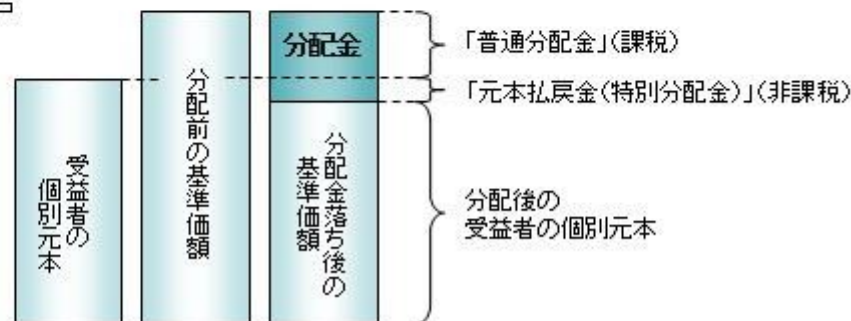 受益者の
個別元本
分配前の基準価額
分配金
分配金落ち後の
基準価額
「普通分配金」(課税)
「元本払戻金(特別分配金)」(非課税)
分配後の
受益者の個別元本